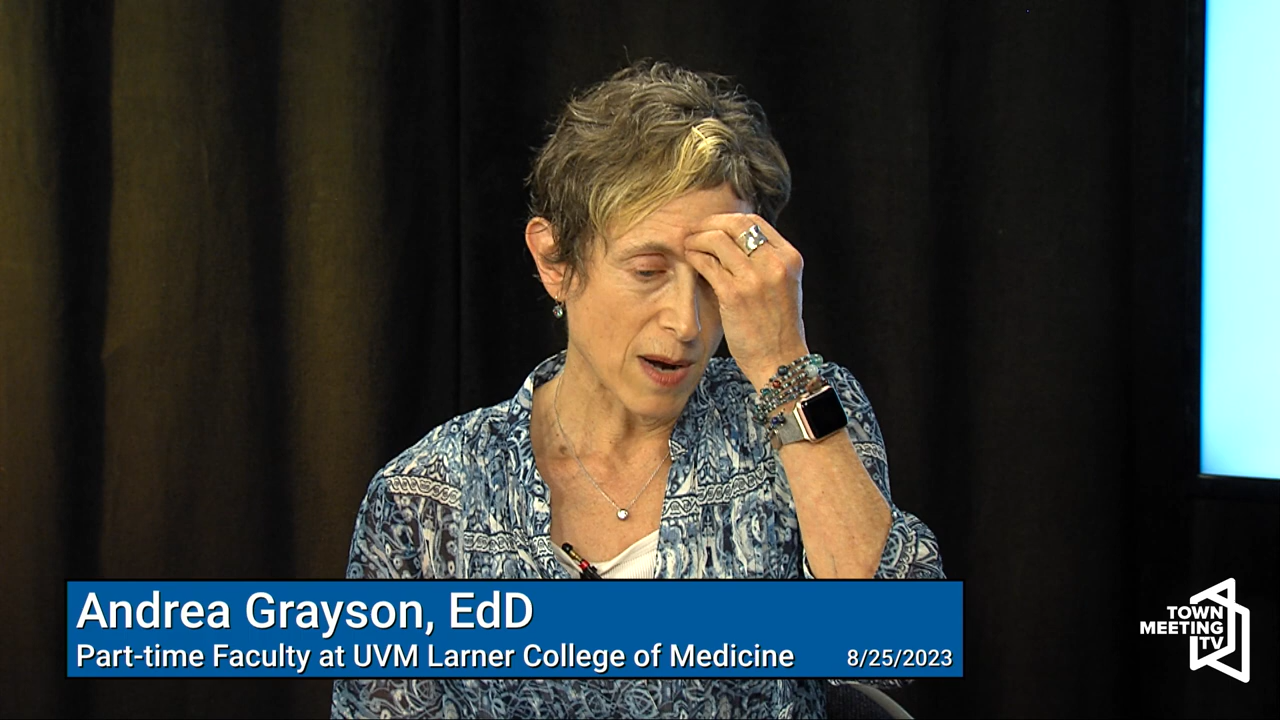 Andrea Grayson, EdD
Part-time Faculty at UVM Larner College of Medicine 8/25/2023
TOWN
MEETING
TV